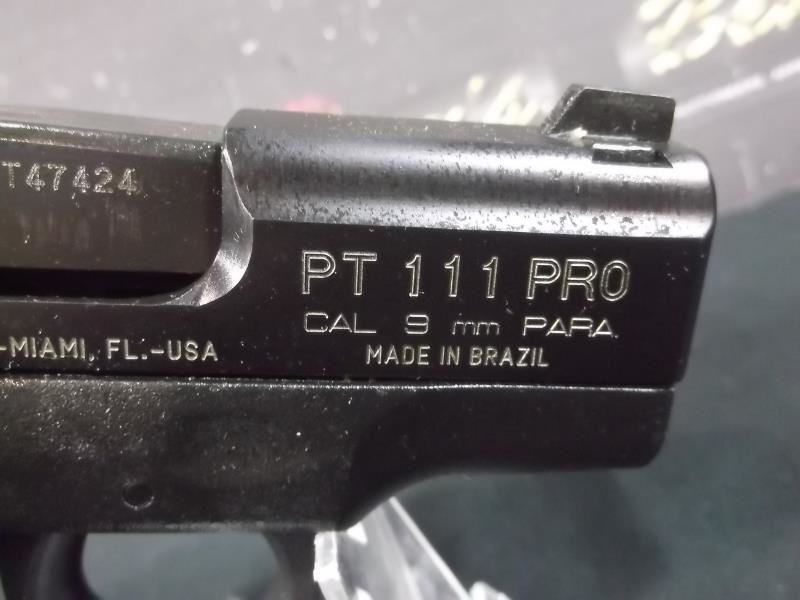 T47424
PT 111 PRO
CAL 9 mm PARA
-MIAMI, FL.-USA
MADE IN BRAZIL